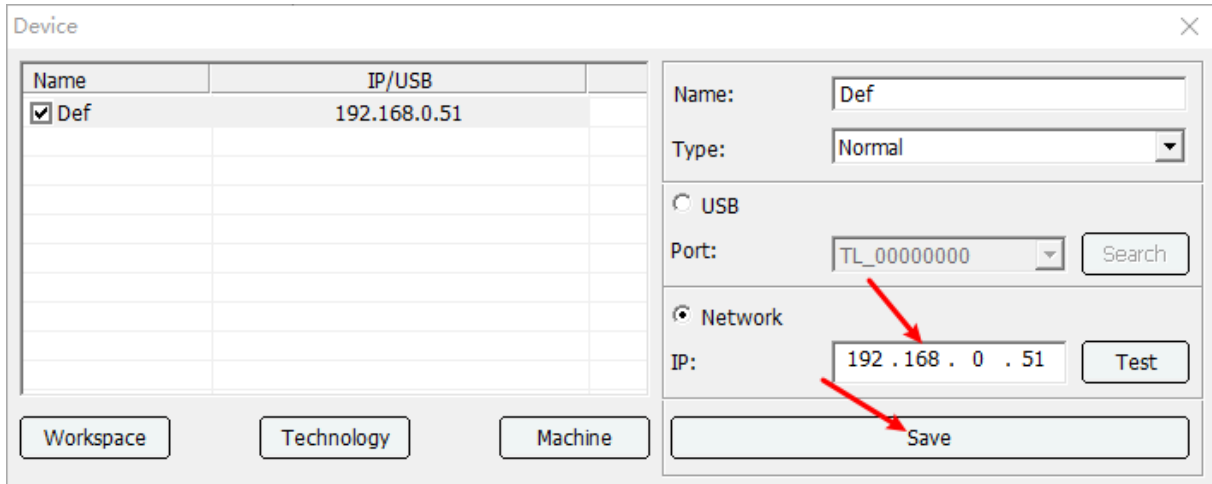 Device
Name IP/USB
Def 192.168.0.51
Name: Def
Type: Normal
USB
Port: TL_00000000 Search
Network
IP: 192 . 168 . 0 . 51 Test
Workspace Technology Machine Save